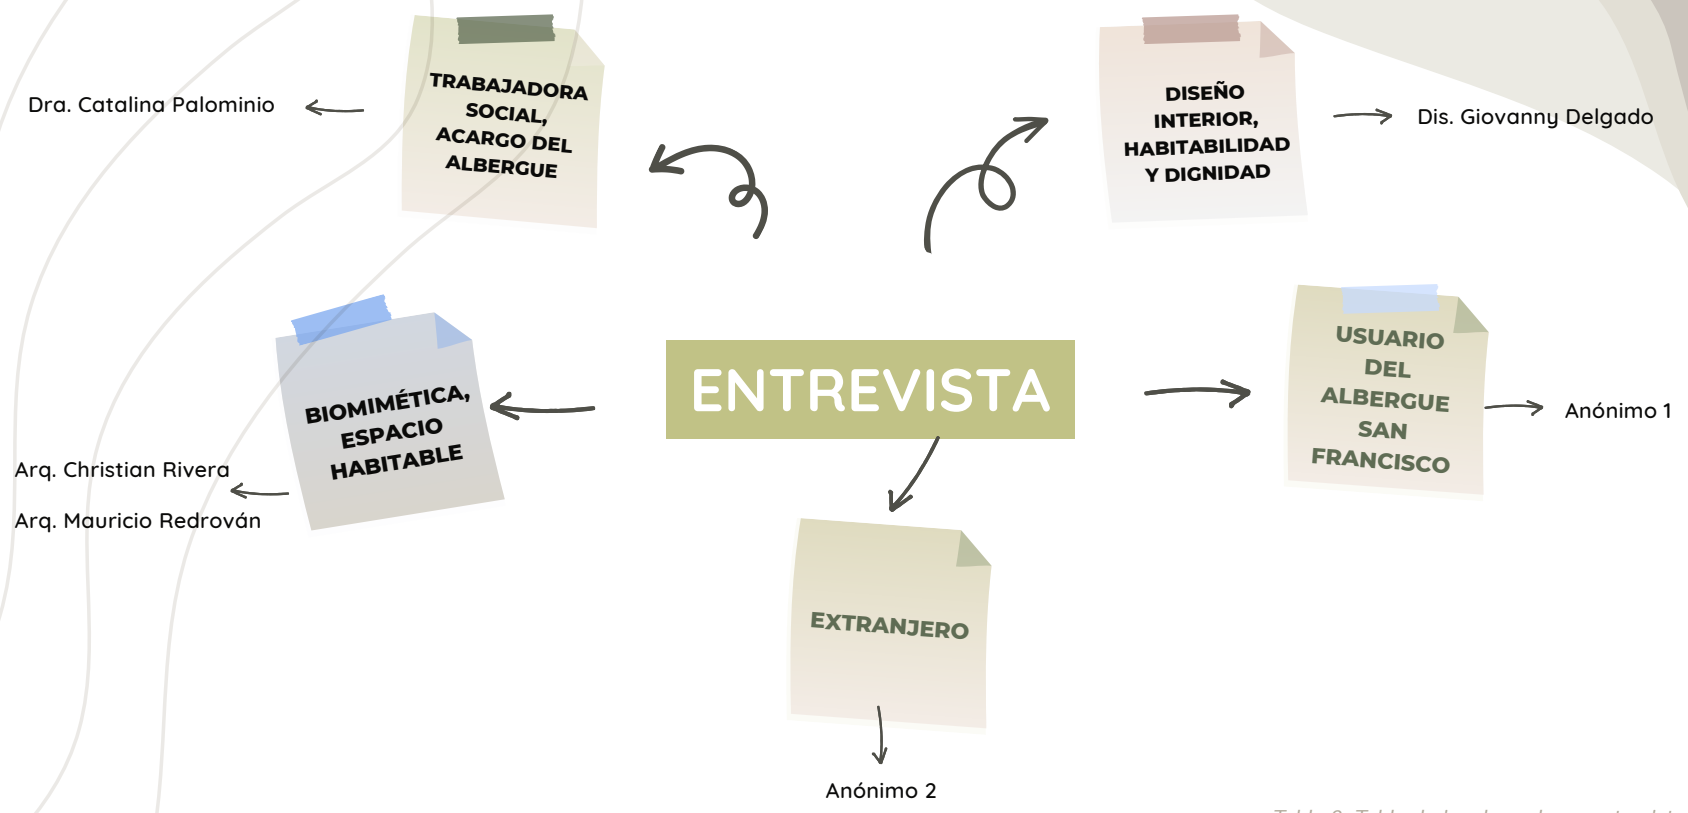 Dra. Catalina Palominio
TRABAJADORA
SOCIAL,
ACARGO DEL
ALBERGUE
DISEÑO
INTERIOR,
HABITABILIDAD
Y DIGNIDAD
Dis. Giovanny Delgado
BIOMIMÉTICA,
ESPACIO
HABITABLE
Arq. Christian Rivera
Arq. Mauricio Redrován
ENTREVISTA
USUARIO
DEL
ALBERGUE
SAN
FRANCISCO
Anónimo 1
EXTRANJERO
Anónimo 2